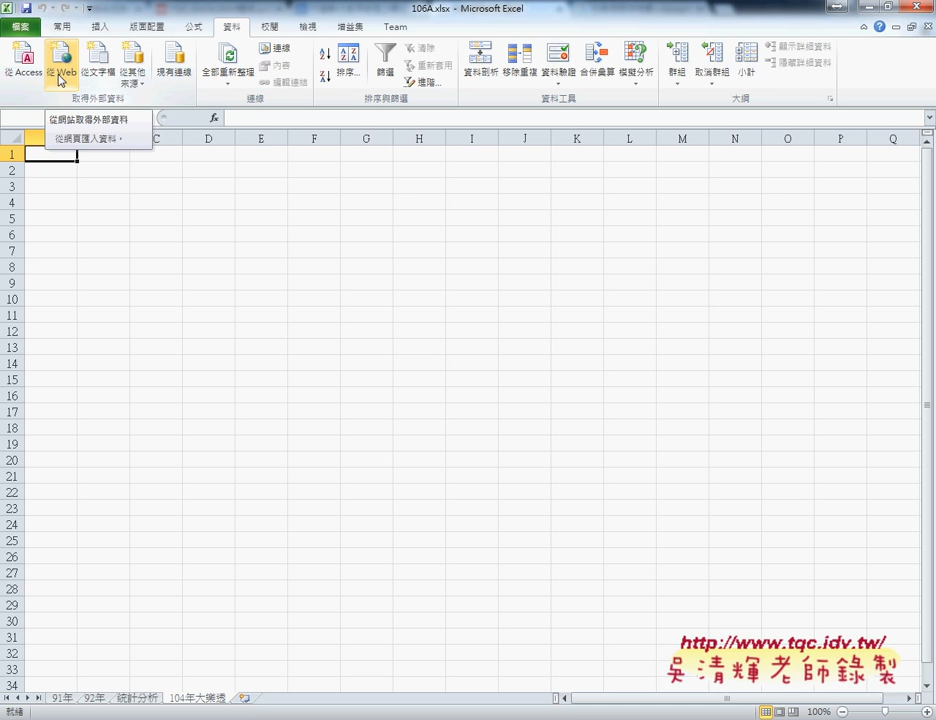 106A.xlsx - Microsoft Excel
檔案 常用 插入 版面配置 公式 資料 校閱 檢視 增益集 Team
從 Access 從 Web 從文字檔 從其他來源 現有連線 全部重新整理 連線 內容 編輯連結 排序... 篩選 清除 重新套用 進階... 資料剖析 移除重複 資料驗證 合併彙算 模擬分析 群組 取消群組 小計 顯示詳細資料 隱藏詳細資料
取得外部資料 連線 排序與篩選 資料工具 大綱
fx
從網站取得外部資料
從網頁匯入資料。
C D E F G H I J K L M N O P Q
1
2
3
4
5
6
7
8
9
10
11
12
13
14
15
16
17
18
19
20
21
22
23
24
25
26
27
28
29
30
31
32
33
34
http://www.tqc.idv.tw/
吳清輝老師錄製
91年 92年 統計分析 104年大樂透
就緒 100%